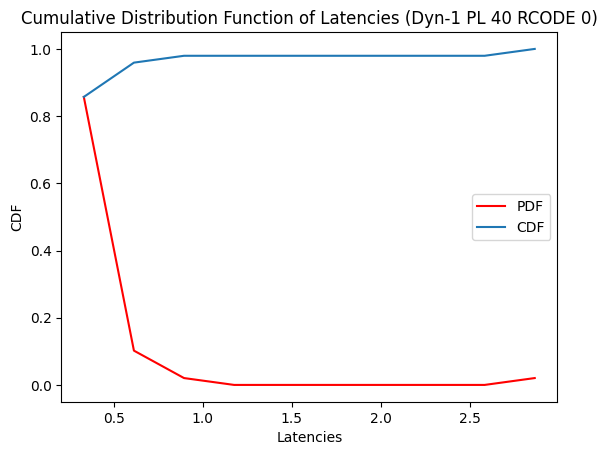 Cumulative Distribution Function of Latencies (Dyn-1 PL 40 RCODE 0)
1.0
0.8
0.6
0.4
0.2
0.0
CDF
PDF
CDF
0.5 1.0 1.5 2.0 2.5
Latencies